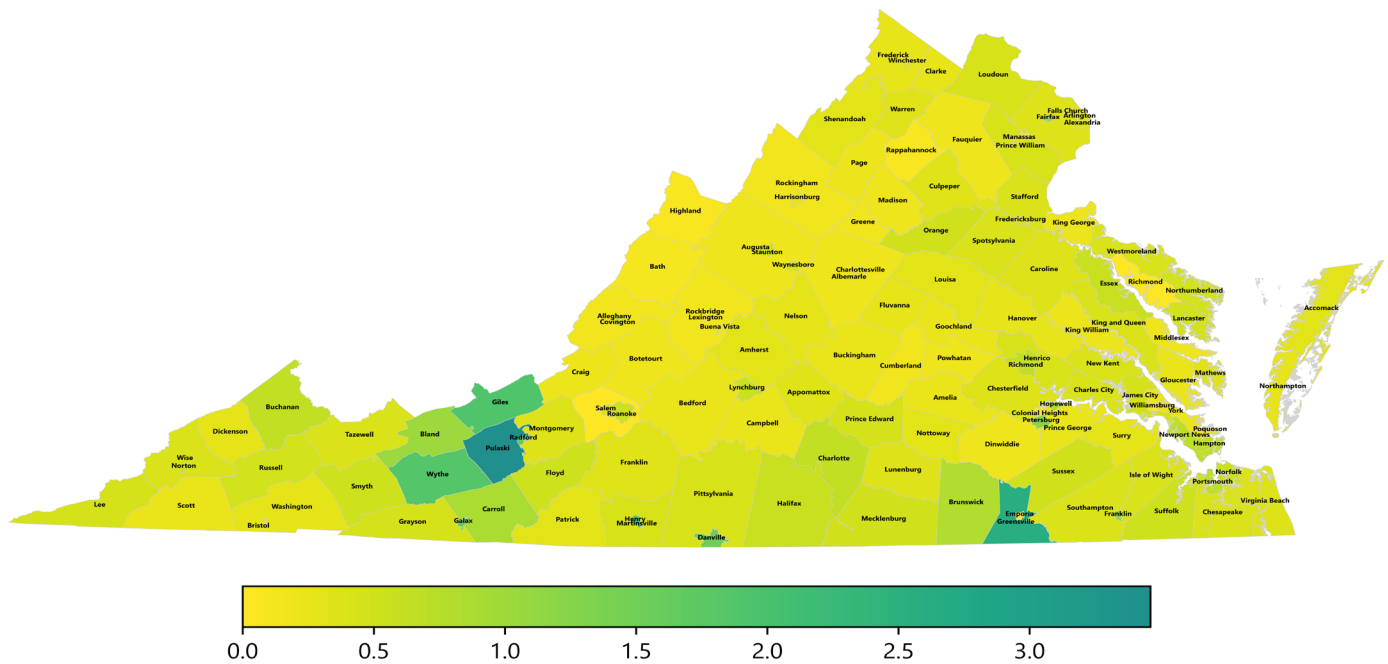 Frederick
Winchester
Clarke
Loudoun
Warren
Shenandoah
Falls Church
Fairfax
Arlington
Alexandria
Fauquier
Manassas
Prince William
Rappahannock
Page
Rockingham
Harrisonburg
Culpeper
Madison
Stafford
Highland
Greene
Fredericksburg
King George
Orange
Spotsylvania
Augusta
Staunton
Waynesboro
Westmoreland
Bath
Charlottesville
Albemarle
Louisa
Caroline
Essex
Richmond
Northumberland
Accomack
Alleghany
Covington
Rockbridge
Lexington
Buena Vista
Nelson
Fluvanna
Goochland
Hanover
King William
King and Queen
Lancaster
Middlesex
Craig
Botetourt
Amherst
Buckingham
Cumberland
Powhatan
Henrico
Richmond
New Kent
Gloucester
Mathews
Northampton
Buchanan
Giles
Salem
Roanoke
Bedford
Lynchburg
Campbell
Appomattox
Amelia
Chesterfield
Charles City
James City
Williamsburg
York
Hopewell
Colonial Heights
Petersburg
Prince George
Dickenson
Tazewell
Bland
Pulaski
Radford
Montgomery
Prince Edward
Nottoway
Dinwiddie
Surry
Newport News
Poquoson
Hampton
Wise
Norton
Russell
Smyth
Wythe
Floyd
Franklin
Charlotte
Lunenburg
Sussex
Isle of Wight
Norfolk
Portsmouth
Lee
Scott
Washington
Bristol
Grayson
Galax
Carroll
Patrick
Henry
Martinsville
Pittsylvania
Danville
Halifax
Mecklenburg
Brunswick
Emporia
Greensville
Southampton
Franklin
Suffolk
Chesapeake
Virginia Beach
0.0 0.5 1.0 1.5 2.0 2.5 3.0